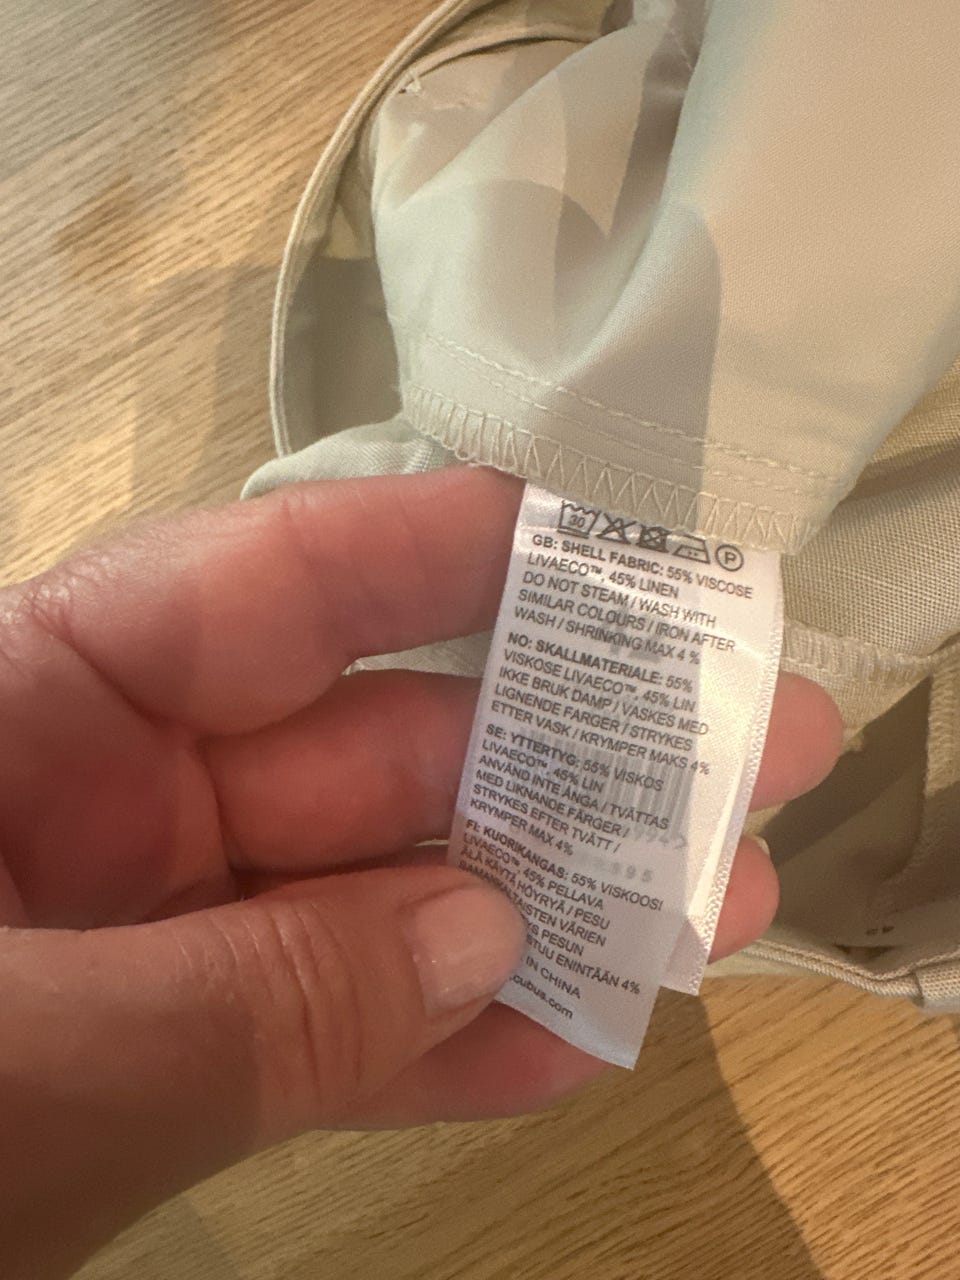 30 P
GB: SHELL FABRIC: 55% VISCOSE
LIVAECO™, 45% LINEN
DO NOT STEAM / WASH WITH
SIMILAR COLOURS / IRON AFTER
WASH / SHRINKING MAX 4 %
NO: SKALLMATERIALE: 55%
VISKOSE LIVAECO™, 45% LIN
IKKE BRUK DAMP / VASKES MED
LIGNENDE FARGER / STRYKES
ETTER VASK / KRYMPER MAKS 4%
SE: YTTERTYG: 55% VISKOS
LIVAECO™, 45% LIN
ANVÄND INTE ÅNGA / TVÄTTAS
MED LIKNANDE FÄRGER /
STRYKES EFTER TVÄTT /
KRYMPER MAX 4%
FI: KUORIKANGAS: 55% VISKOOSI
LIVAECO™, 45% PELLAVA
ÄLÄ KÄYTÄ HÖYRYÄ / PESU
SAMANKALTAISTEN VÄRIEN
PESUN
ENINTÄÄN 4%
IN CHINA
.cubus.com